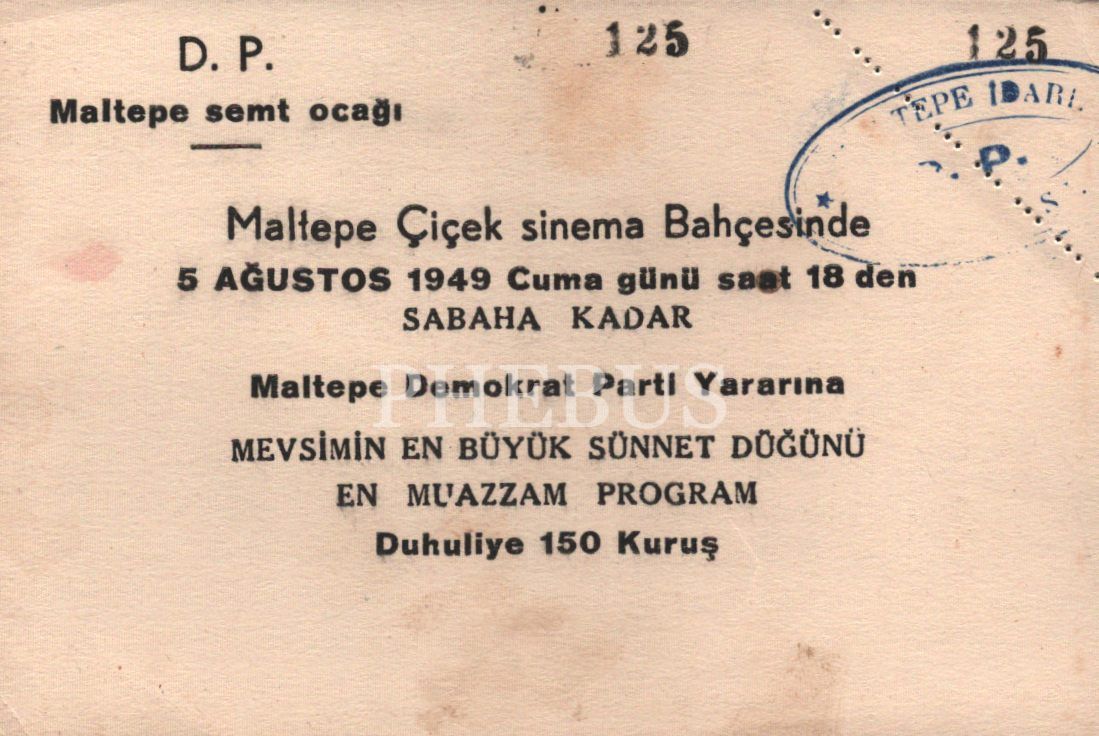 D. P.
125
125
Maltepe semt ocağı
TEPE İDARE
P.
Maltepe Çiçek sinema Bahçesinde
5 AĞUSTOS 1949 Cuma günü saat 18 den
SABAHA KADAR
Maltepe Demokrat Parti Yararına
PHEBUS
MEVSİMİN EN BÜYÜK SÜNNET DÜĞÜNÜ
EN MUAZZAM PROGRAM
Duhuliye 150 Kuruş